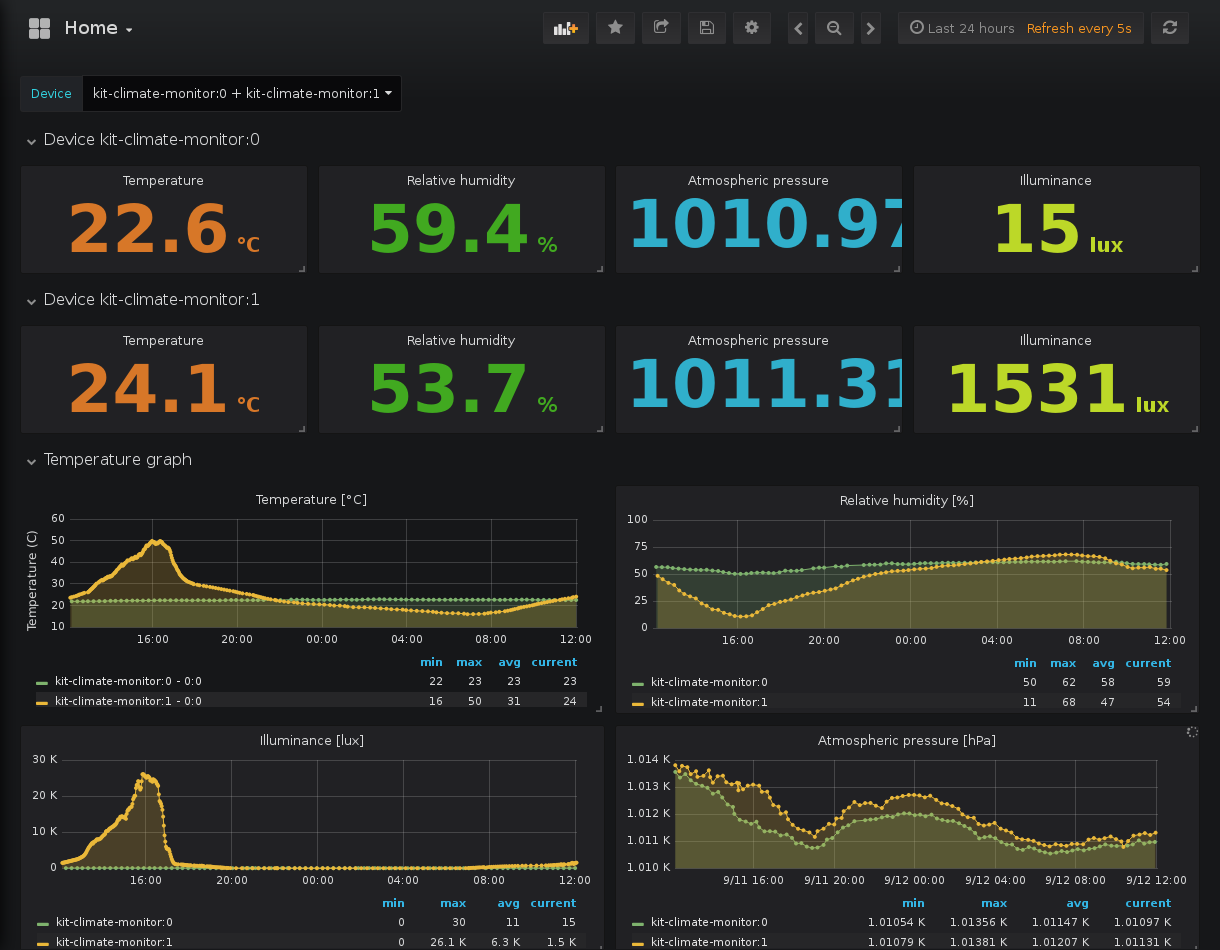 Home
Last 24 hours Refresh every 5s
Device kit-climate-monitor:0 + kit-climate-monitor:1
Device kit-climate-monitor:0
Temperature Relative humidity Atmospheric pressure Illuminance
22.6 °C 59.4 % 1010.97 15 lux
Device kit-climate-monitor:1
Temperature Relative humidity Atmospheric pressure Illuminance
24.1 °C 53.7 % 1011.31 1531 lux
Temperature graph
Temperature [°C]
Temperature (C)
60
50
40
30
20
10
16:00 20:00 00:00 04:00 08:00 12:00
min max avg current
kit-climate-monitor:0 - 0:0 22 23 23 23
kit-climate-monitor:1 - 0:0 16 50 31 24
Relative humidity [%]
100
75
50
25
0
16:00 20:00 00:00 04:00 08:00 12:00
min max avg current
kit-climate-monitor:0 50 62 58 59
kit-climate-monitor:1 11 68 47 54
Illuminance [lux]
30 K
20 K
10 K
0
16:00 20:00 00:00 04:00 08:00 12:00
min max avg current
kit-climate-monitor:0 0 30 11 15
kit-climate-monitor:1 0 26.1 K 6.3 K 1.5 K
Atmospheric pressure [hPa]
1.014 K
1.013 K
1.012 K
1.011 K
1.010 K
9/11 16:00 9/11 20:00 9/12 00:00 9/12 04:00 9/12 08:00 9/12 12:00
min max avg current
kit-climate-monitor:0 1.01054 K 1.01356 K 1.01147 K 1.01097 K
kit-climate-monitor:1 1.01079 K 1.01381 K 1.01207 K 1.01131 K